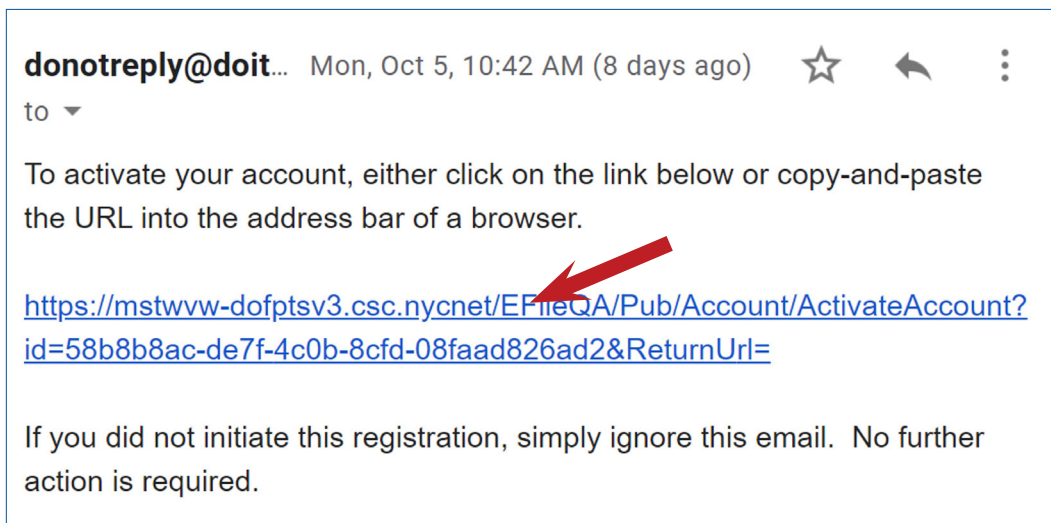 donotreply@doit... Mon, Oct 5, 10:42 AM (8 days ago)
to
To activate your account, either click on the link below or copy-and-paste
the URL into the address bar of a browser.
https://mstwvw-dofptsv3.csc.nycnet/EFileQA/Pub/Account/ActivateAccount?
id=58b8b8ac-de7f-4c0b-8cfd-08faad826ad2&ReturnUrl=
If you did not initiate this registration, simply ignore this email.  No further
action is required.